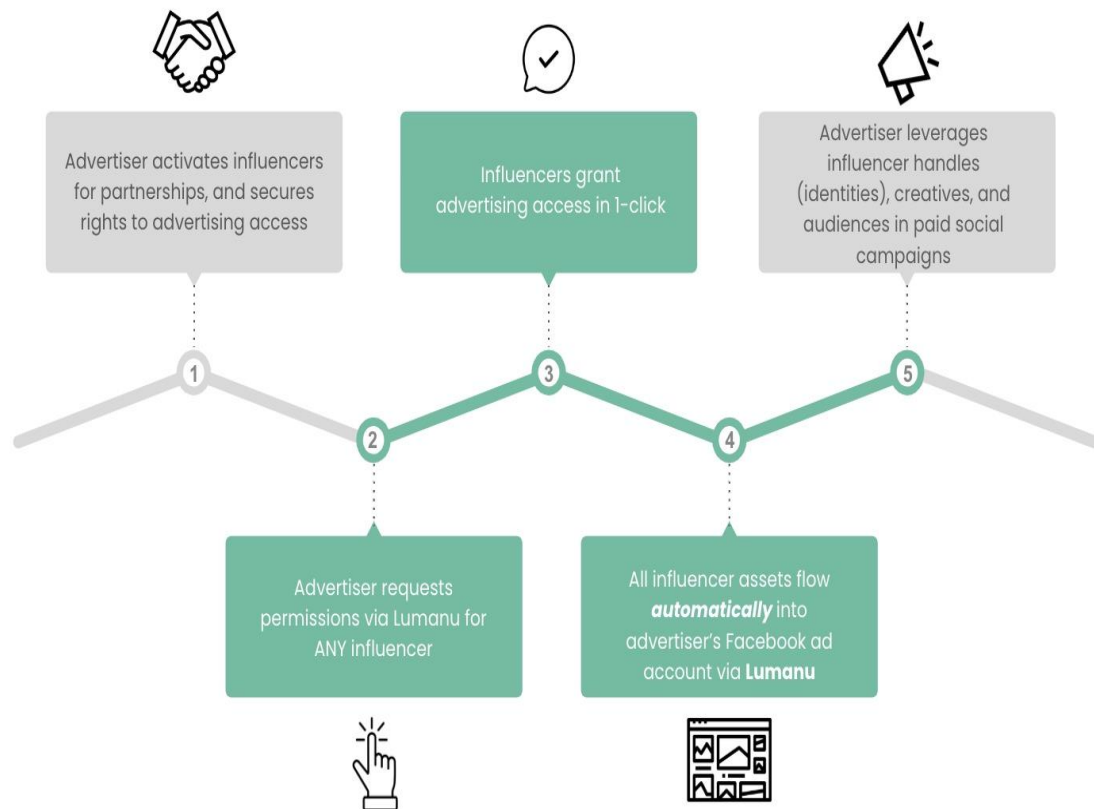 Advertiser activates influencers
for partnerships, and secures
rights to advertising access
Influencers grant
advertising access in 1-click
Advertiser leverages
influencer handles
(identities), creatives, and
audiences in paid social
campaigns
1
2
3
4
5
Advertiser requests
permissions via Lumanu for
ANY influencer
All influencer assets flow
automatically into
advertiser's Facebook ad
account via Lumanu